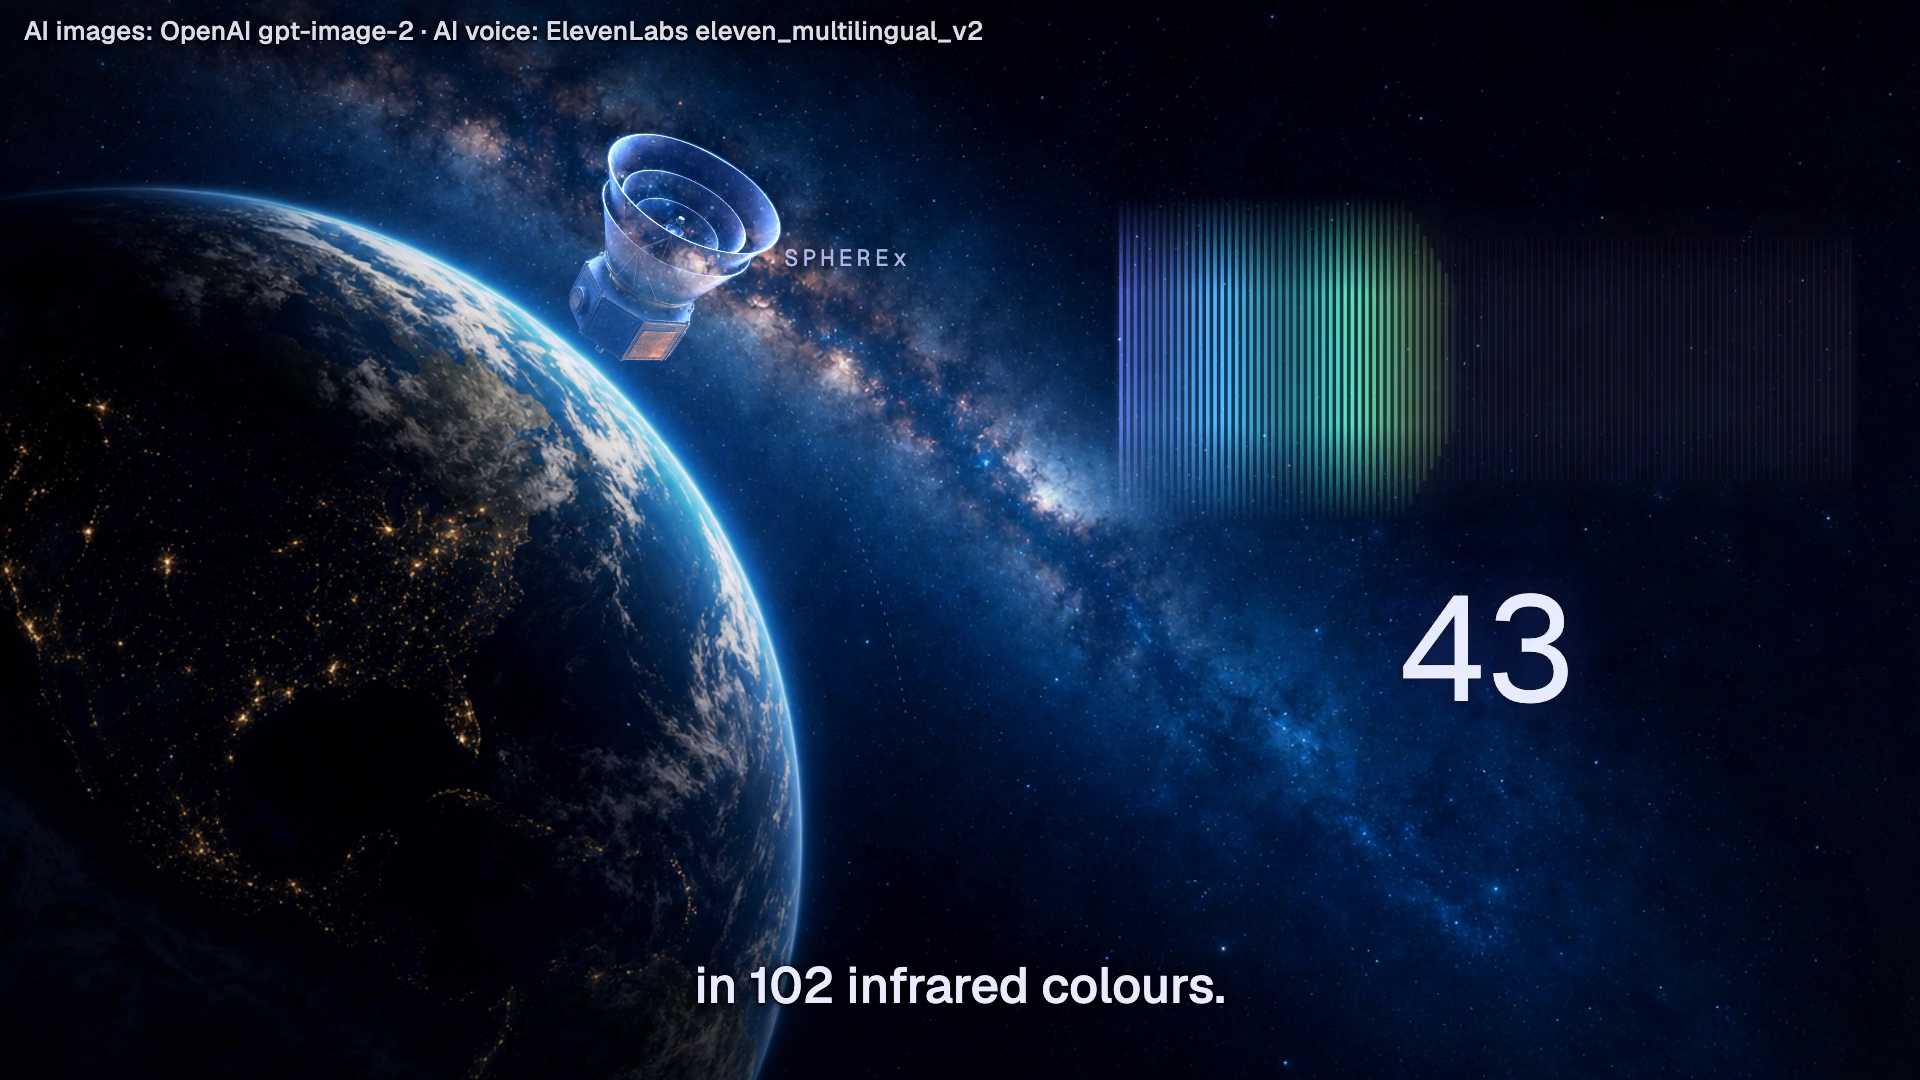 AI images: OpenAI gpt-image-2 · AI voice: ElevenLabs eleven_multilingual_v2
SPHEREx
43
in 102 infrared colours.